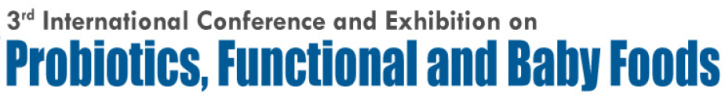 3rd International Conference and Exhibition on
Probiotics, Functional and Baby Foods